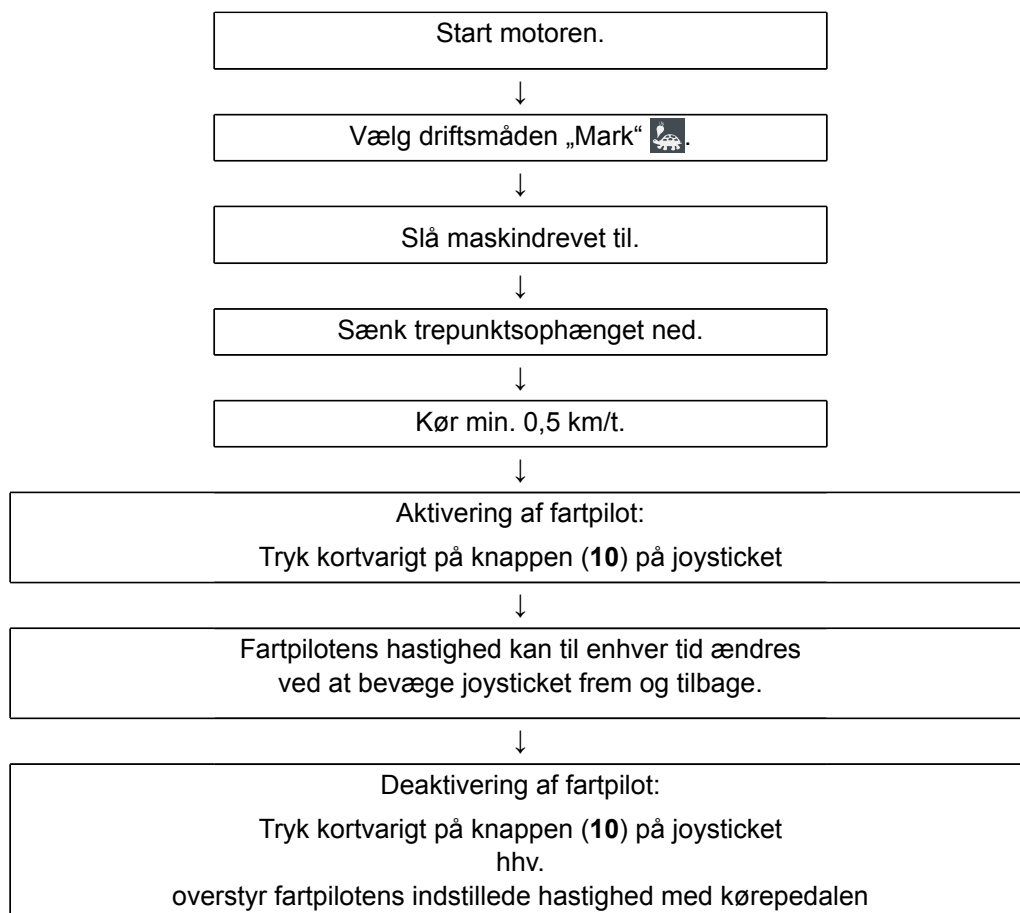 Start motoren.
↓
Vælg driftsmåden „Mark“ .
↓
Slå maskindrevet til.
↓
Sænk trepunktsophænget ned.
↓
Kør min. 0,5 km/t.
↓
Aktivering af fartpilot:
Tryk kortvarigt på knappen (10) på joysticket
↓
Fartpilotens hastighed kan til enhver tid ændres
ved at bevæge joysticket frem og tilbage.
↓
Deaktivering af fartpilot:
Tryk kortvarigt på knappen (10) på joysticket
hhv.
overstyr fartpilotens indstillede hastighed med kørepedalen